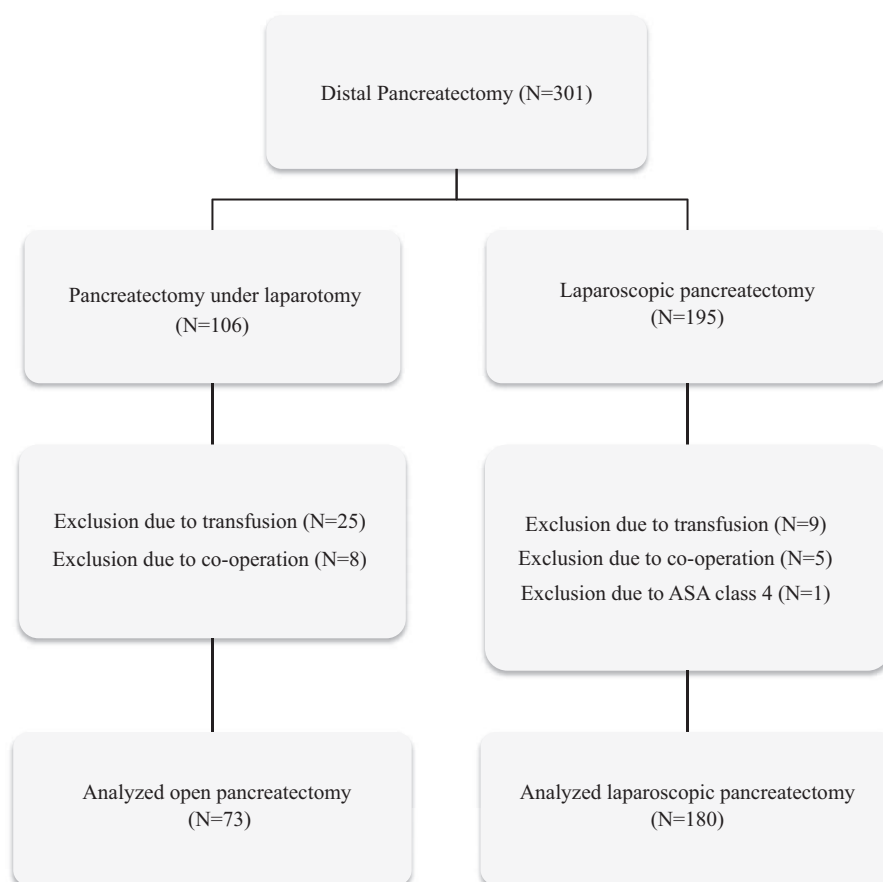 Distal Pancreatectomy (N=301)
Pancreatectomy under laparotomy
(N=106)
Laparoscopic pancreatectomy
(N=195)
Exclusion due to transfusion (N=25)
Exclusion due to co-operation (N=8)
Exclusion due to transfusion (N=9)
Exclusion due to co-operation (N=5)
Exclusion due to ASA class 4 (N=1)
Analyzed open pancreatectomy
(N=73)
Analyzed laparoscopic pancreatectomy
(N=180)